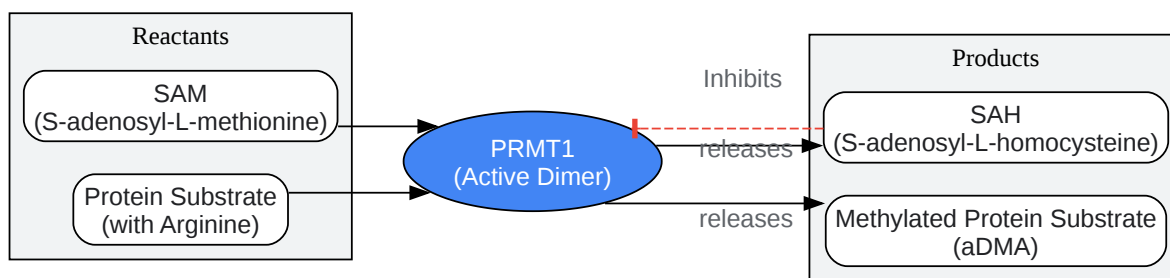 Reactants
SAM
(S-adenosyl-L-methionine)
Protein Substrate
(with Arginine)
PRMT1
(Active Dimer)
Inhibits
releases
releases
Products
SAH
(S-adenosyl-L-homocysteine)
Methylated Protein Substrate
(aDMA)